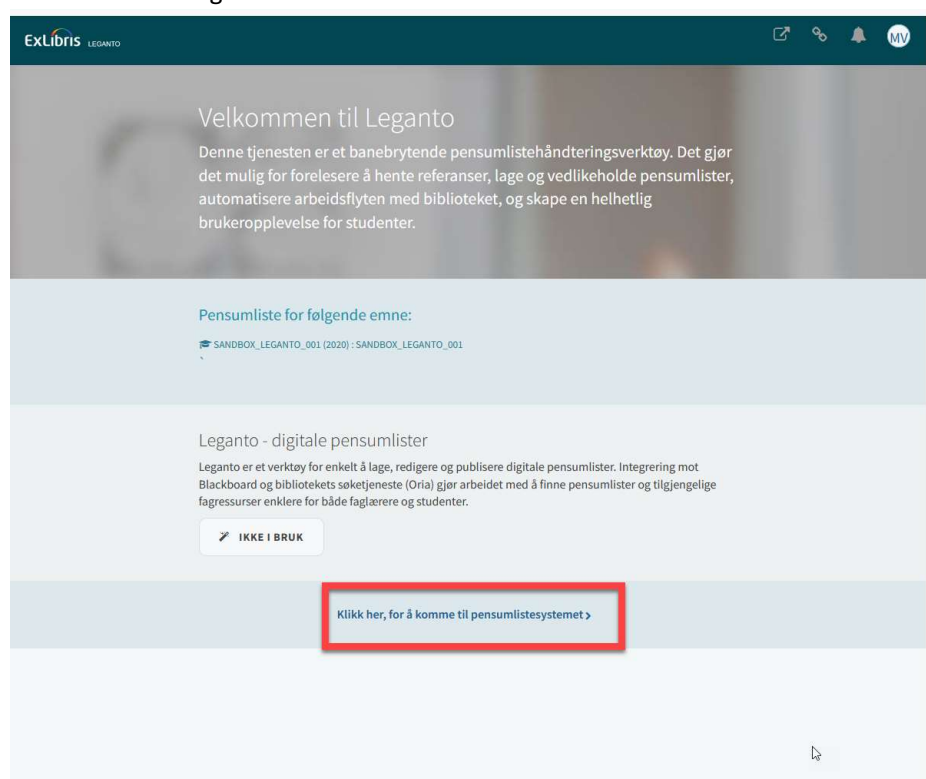 ExLibris LEGANTO
MV
Velkommen til Leganto
Denne tjenesten er et banebrytende pensumlistehåndteringsverktøy. Det gjør
det mulig for forelesere å hente referanser, lage og vedlikeholde pensumlister,
automatisere arbeidsflyten med biblioteket, og skape en helhetlig
brukeropplevelse for studenter.
Pensumliste for følgende emne:
SANDBOX_LEGANTO_001 (2020) : SANDBOX_LEGANTO_001
Leganto - digitale pensumlister
Leganto er et verktøy for enkelt å lage, redigere og publisere digitale pensumlister. Integrering mot
Blackboard og bibliotekets søketjeneste (Oria) gjør arbeidet med å finne pensumlister og tilgjengelige
fagressurser enklere for både faglærere og studenter.
IKKE I BRUK
Klikk her, for å komme til pensumlistesystemet >